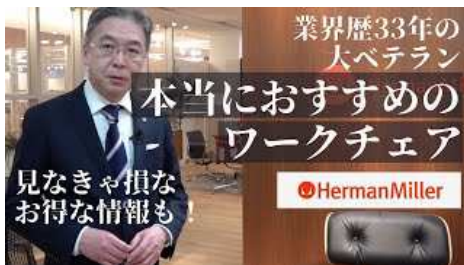 業界歴33年の
大ベテラン
本当におすすめの
ワークチェア
見なきゃ損な
お得な情報も!
HermanMiller